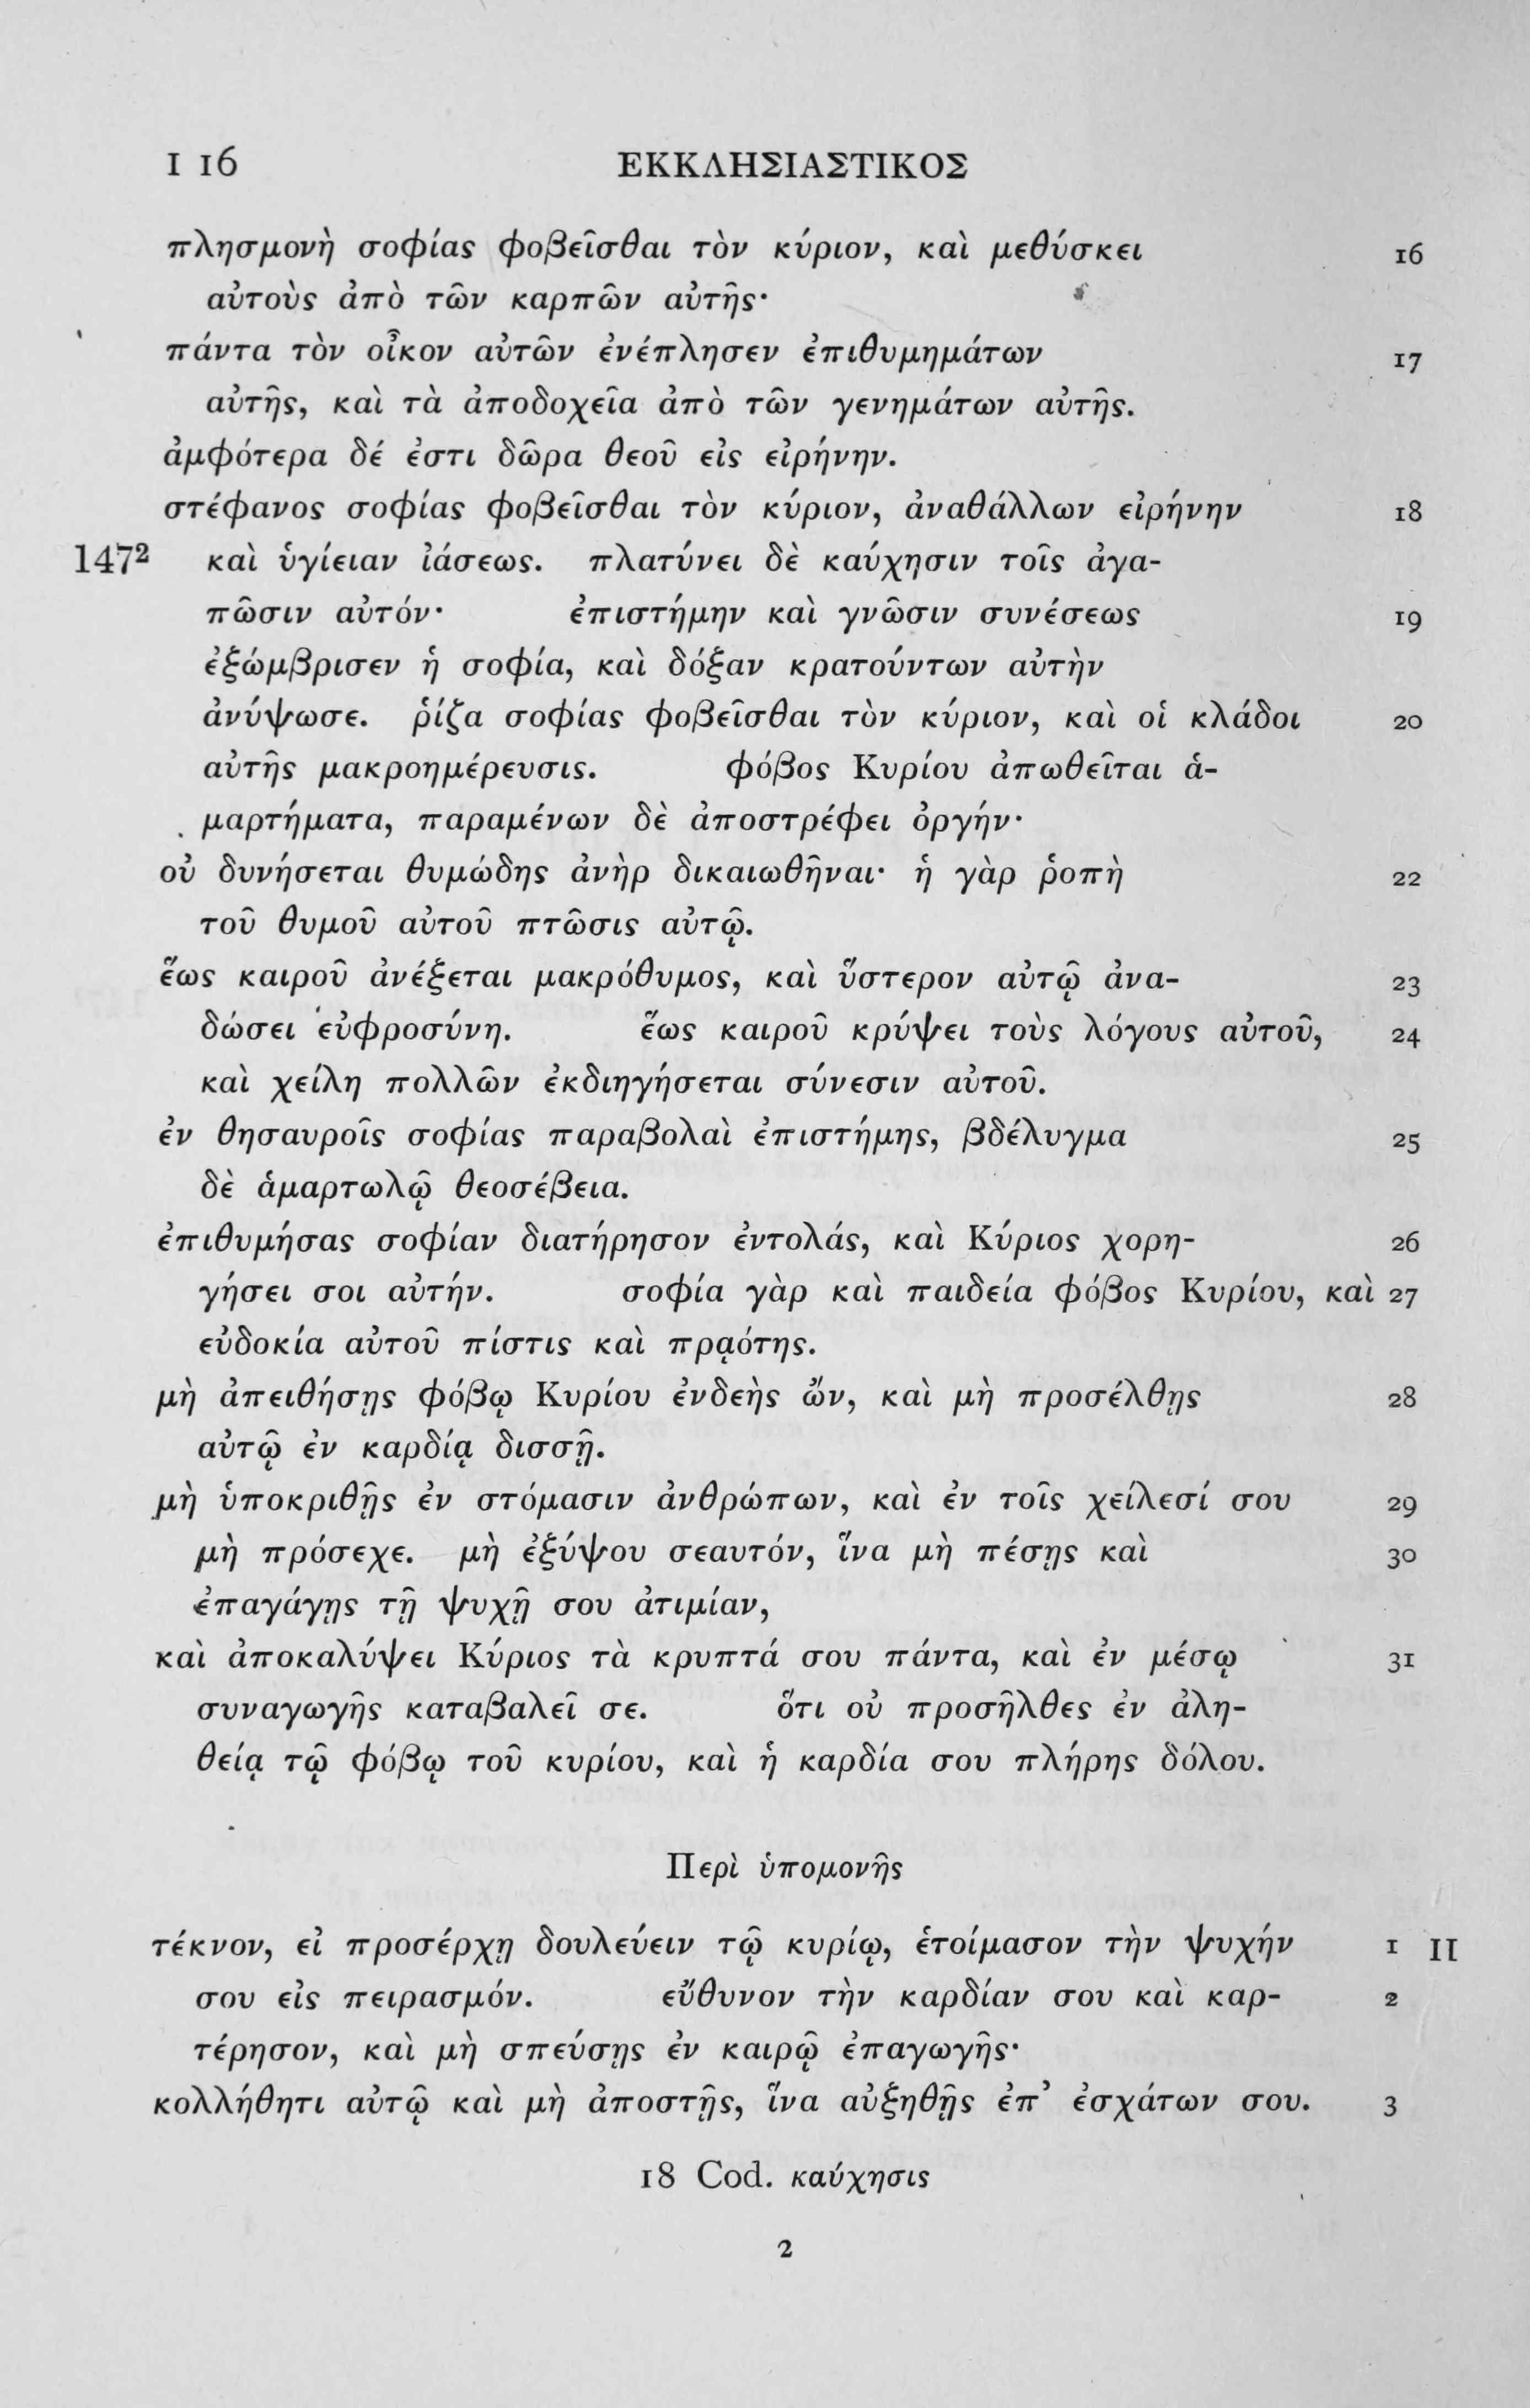 I 16 ΕΚΚΛΗΣΙΑΣΤΙΚΟΣ
πλησμονὴ σοφίας φοβεῖσθαι τὸν κύριον, καὶ μεθύσκει 16
αὐτοὺς ἀπὸ τῶν καρπῶν αὐτῆς·
πάντα τὸν οἶκον αὐτῶν ἐνέπλησεν ἐπιθυμημάτων 17
αὐτῆς, καὶ τὰ ἀποδοχεῖα ἀπὸ τῶν γενημάτων αὐτῆς.
ἀμφότερα δέ ἐστι δῶρα θεοῦ εἰς εἰρήνην.
στέφανος σοφίας φοβεῖσθαι τὸν κύριον, ἀναθάλλων εἰρήνην 18
147² καὶ ὑγίειαν ἰάσεως. πλατύνει δὲ καύχησιν τοῖς ἀγα-
πῶσιν αὐτόν· ἐπιστήμην καὶ γνῶσιν συνέσεως 19
ἐξώμβρισεν ἡ σοφία, καὶ δόξαν κρατούντων αὐτὴν
ἀνύψωσε. ῥίζα σοφίας φοβεῖσθαι τὸν κύριον, καὶ οἱ κλάδοι 20
αὐτῆς μακροημέρευσις. φόβος Κυρίου ἀπωθεῖται ἁ-
μαρτήματα, παραμένων δὲ ἀποστρέφει ὀργήν·
οὐ δυνήσεται θυμώδης ἀνὴρ δικαιωθῆναι· ἡ γὰρ ῥοπὴ 22
τοῦ θυμοῦ αὐτοῦ πτῶσις αὐτῷ.
ἕως καιροῦ ἀνέξεται μακρόθυμος, καὶ ὕστερον αὐτῷ ἀνα- 23
δώσει εὐφροσύνη. ἕως καιροῦ κρύψει τοὺς λόγους αὐτοῦ, 24
καὶ χείλη πολλῶν ἐκδιηγήσεται σύνεσιν αὐτοῦ.
ἐν θησαυροῖς σοφίας παραβολαὶ ἐπιστήμης, βδέλυγμα 25
δὲ ἁμαρτωλῷ θεοσέβεια.
ἐπιθυμήσας σοφίαν διατήρησον ἐντολάς, καὶ Κύριος χορη- 26
γήσει σοι αὐτήν. σοφία γὰρ καὶ παιδεία φόβος Κυρίου, καὶ 27
εὐδοκία αὐτοῦ πίστις καὶ πρᾳότης.
μὴ ἀπειθήσῃς φόβῳ Κυρίου ἐνδεὴς ὤν, καὶ μὴ προσέλθῃς 28
αὐτῷ ἐν καρδίᾳ δισσῇ.
μὴ ὑποκριθῇς ἐν στόμασιν ἀνθρώπων, καὶ ἐν τοῖς χείλεσί σου 29
μὴ πρόσεχε. μὴ ἐξύψου σεαυτόν, ἵνα μὴ πέσῃς καὶ 30
ἐπαγάγῃς τῇ ψυχῇ σου ἀτιμίαν,
καὶ ἀποκαλύψει Κύριος τὰ κρυπτά σου πάντα, καὶ ἐν μέσῳ 31
συναγωγῆς καταβαλεῖ σε. ὅτι οὐ προσῆλθες ἐν ἀλη-
θείᾳ τῷ φόβῳ τοῦ κυρίου, καὶ ἡ καρδία σου πλήρης δόλου.
Περὶ ὑπομονῆς
τέκνον, εἰ προσέρχῃ δουλεύειν τῷ κυρίῳ, ἑτοίμασον τὴν ψυχήν 1 II
σου εἰς πειρασμόν. εὔθυνον τὴν καρδίαν σου καὶ καρ- 2
τέρησον, καὶ μὴ σπεύσῃς ἐν καιρῷ ἐπαγωγῆς·
κολλήθητι αὐτῷ καὶ μὴ ἀποστῇς, ἵνα αὐξηθῇς ἐπ’ ἐσχάτων σου. 3
18 Cod. καύχησις
2